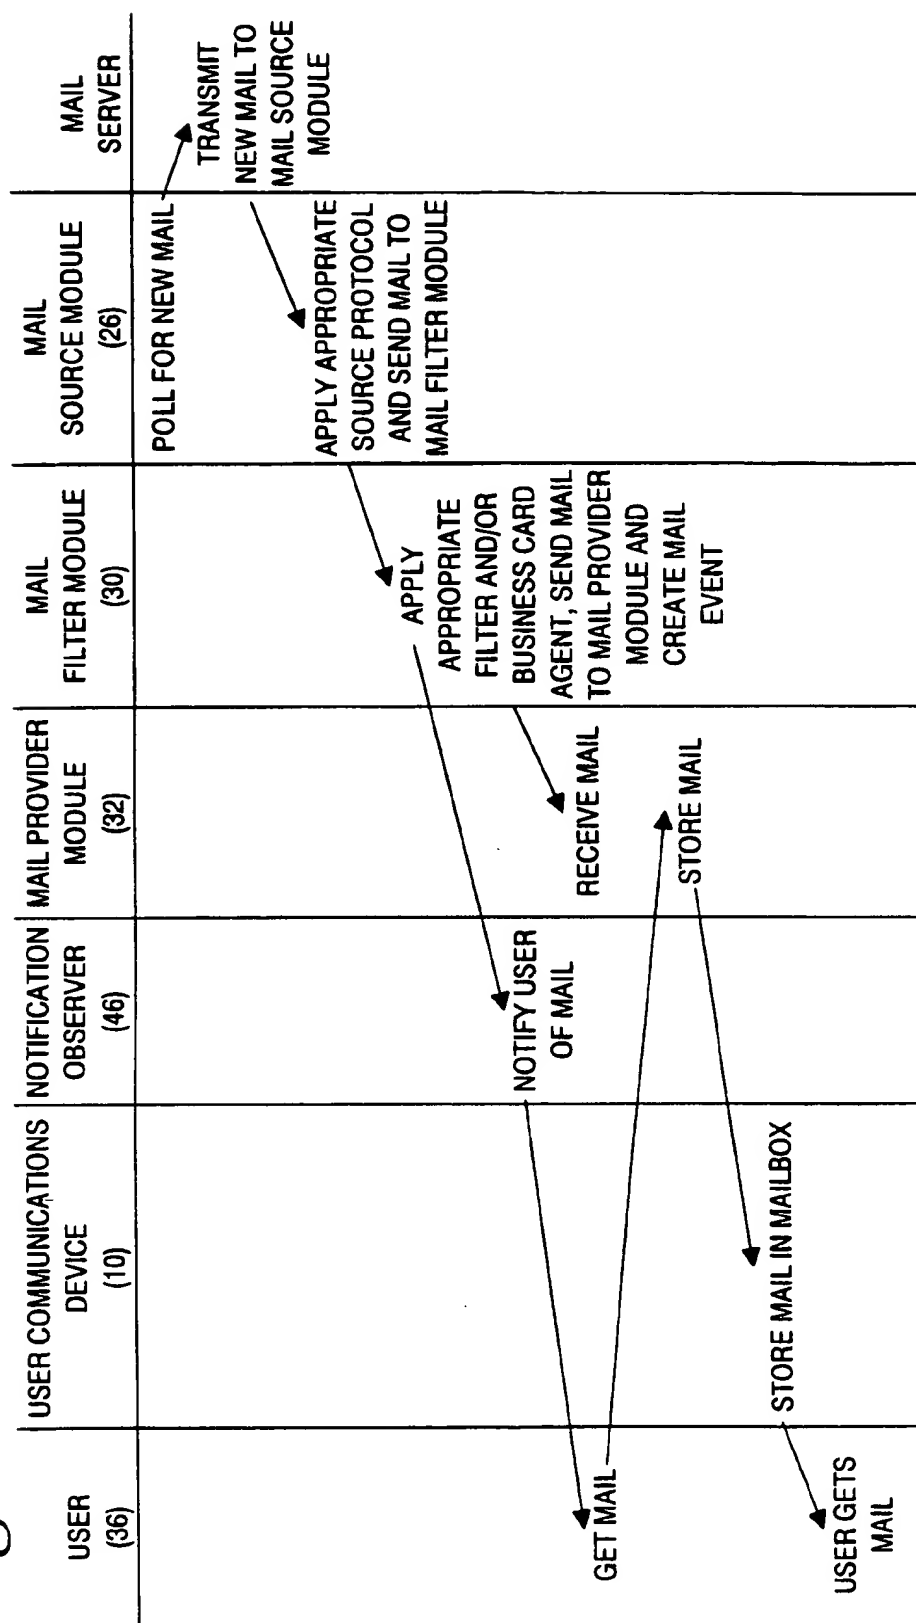 USER
(36)
USER COMMUNICATIONS
DEVICE
(10)
NOTIFICATION
OBSERVER
(46)
MAIL PROVIDER
MODULE
(32)
MAIL
FILTER MODULE
(30)
MAIL
SOURCE MODULE
(26)
MAIL
SERVER
POLL FOR NEW MAIL
TRANSMIT
NEW MAIL TO
MAIL SOURCE
MODULE
APPLY APPROPRIATE
SOURCE PROTOCOL
AND SEND MAIL TO
MAIL FILTER MODULE
APPLY
APPROPRIATE
FILTER AND/OR
BUSINESS CARD
AGENT, SEND MAIL
TO MAIL PROVIDER
MODULE AND
CREATE MAIL
EVENT
NOTIFY USER
OF MAIL
RECEIVE MAIL
GET MAIL
STORE MAIL
STORE MAIL IN MAILBOX
USER GETS
MAIL